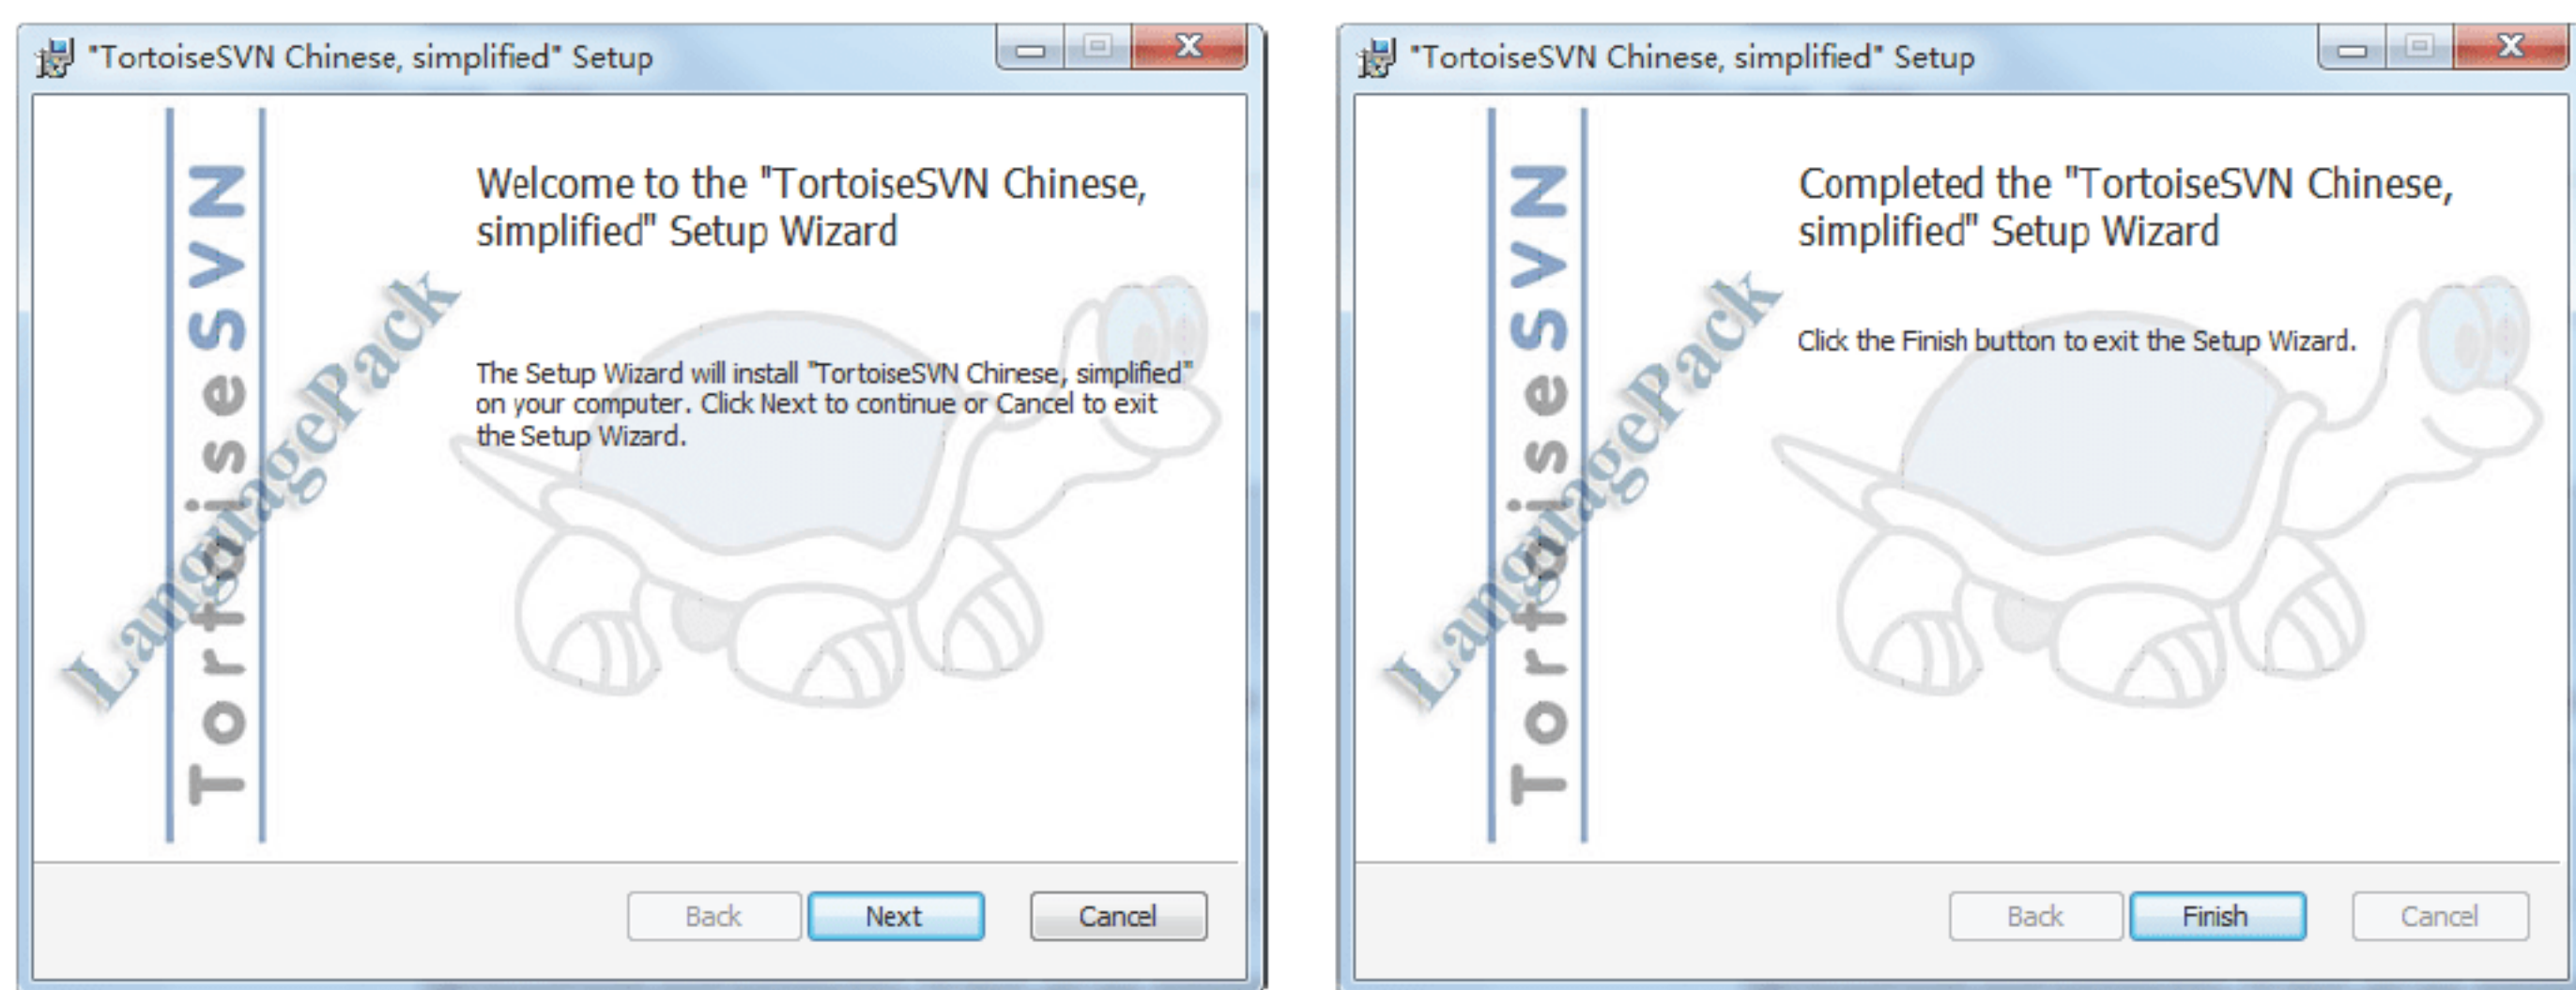 "TortoiseSVN Chinese, simplified" Setup
TortoiseSVN
LanguagePack
Welcome to the "TortoiseSVN Chinese,
simplified" Setup Wizard
The Setup Wizard will install "TortoiseSVN Chinese, simplified"
on your computer. Click Next to continue or Cancel to exit
the Setup Wizard.
Back
Next
Cancel
"TortoiseSVN Chinese, simplified" Setup
TortoiseSVN
LanguagePack
Completed the "TortoiseSVN Chinese,
simplified" Setup Wizard
Click the Finish button to exit the Setup Wizard.
Back
Finish
Cancel